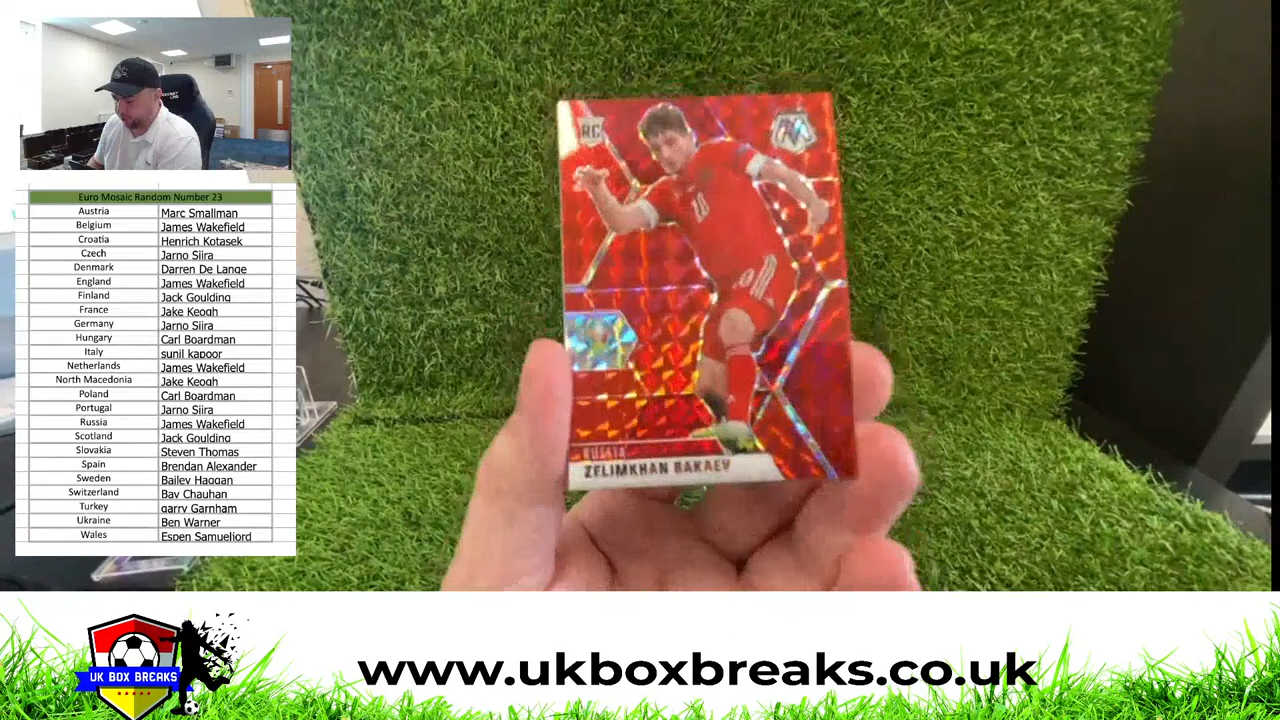 Euro Mosaic Random Number 23
Austria Marc Smallman
Belgium James Wakefield
Croatia Henrich Kotasek
Czech Jarno Siira
Denmark Darren De Lange
England James Wakefield
Finland Jack Goulding
France Jake Keogh
Germany Jarno Siira
Hungary Carl Boardman
Italy sunil kapoor
Netherlands James Wakefield
North Macedonia Jake Keogh
Poland Carl Boardman
Portugal Jarno Siira
Russia James Wakefield
Scotland Jack Goulding
Slovakia Steven Thomas
Spain Brendan Alexander
Sweden Bailey Haggan
Switzerland Bav Chauhan
Turkey garry Garnham
Ukraine Ben Warner
Wales Espen Samueljord
RC
10
10
RUSSIA
ZELIMKHAN BAKAEV
UK BOX BREAKS
www.ukboxbreaks.co.uk